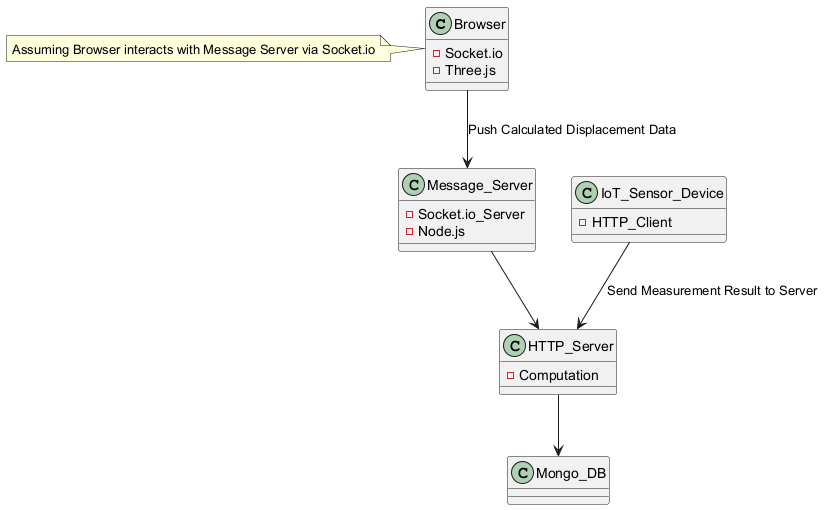 C Browser
Assuming Browser interacts with Message Server via Socket.io
Socket.io
Three.js
Push Calculated Displacement Data
C Message_Server
Socket.io_Server
Node.js
C IoT_Sensor_Device
HTTP_Client
Send Measurement Result to Server
C HTTP_Server
Computation
C Mongo_DB